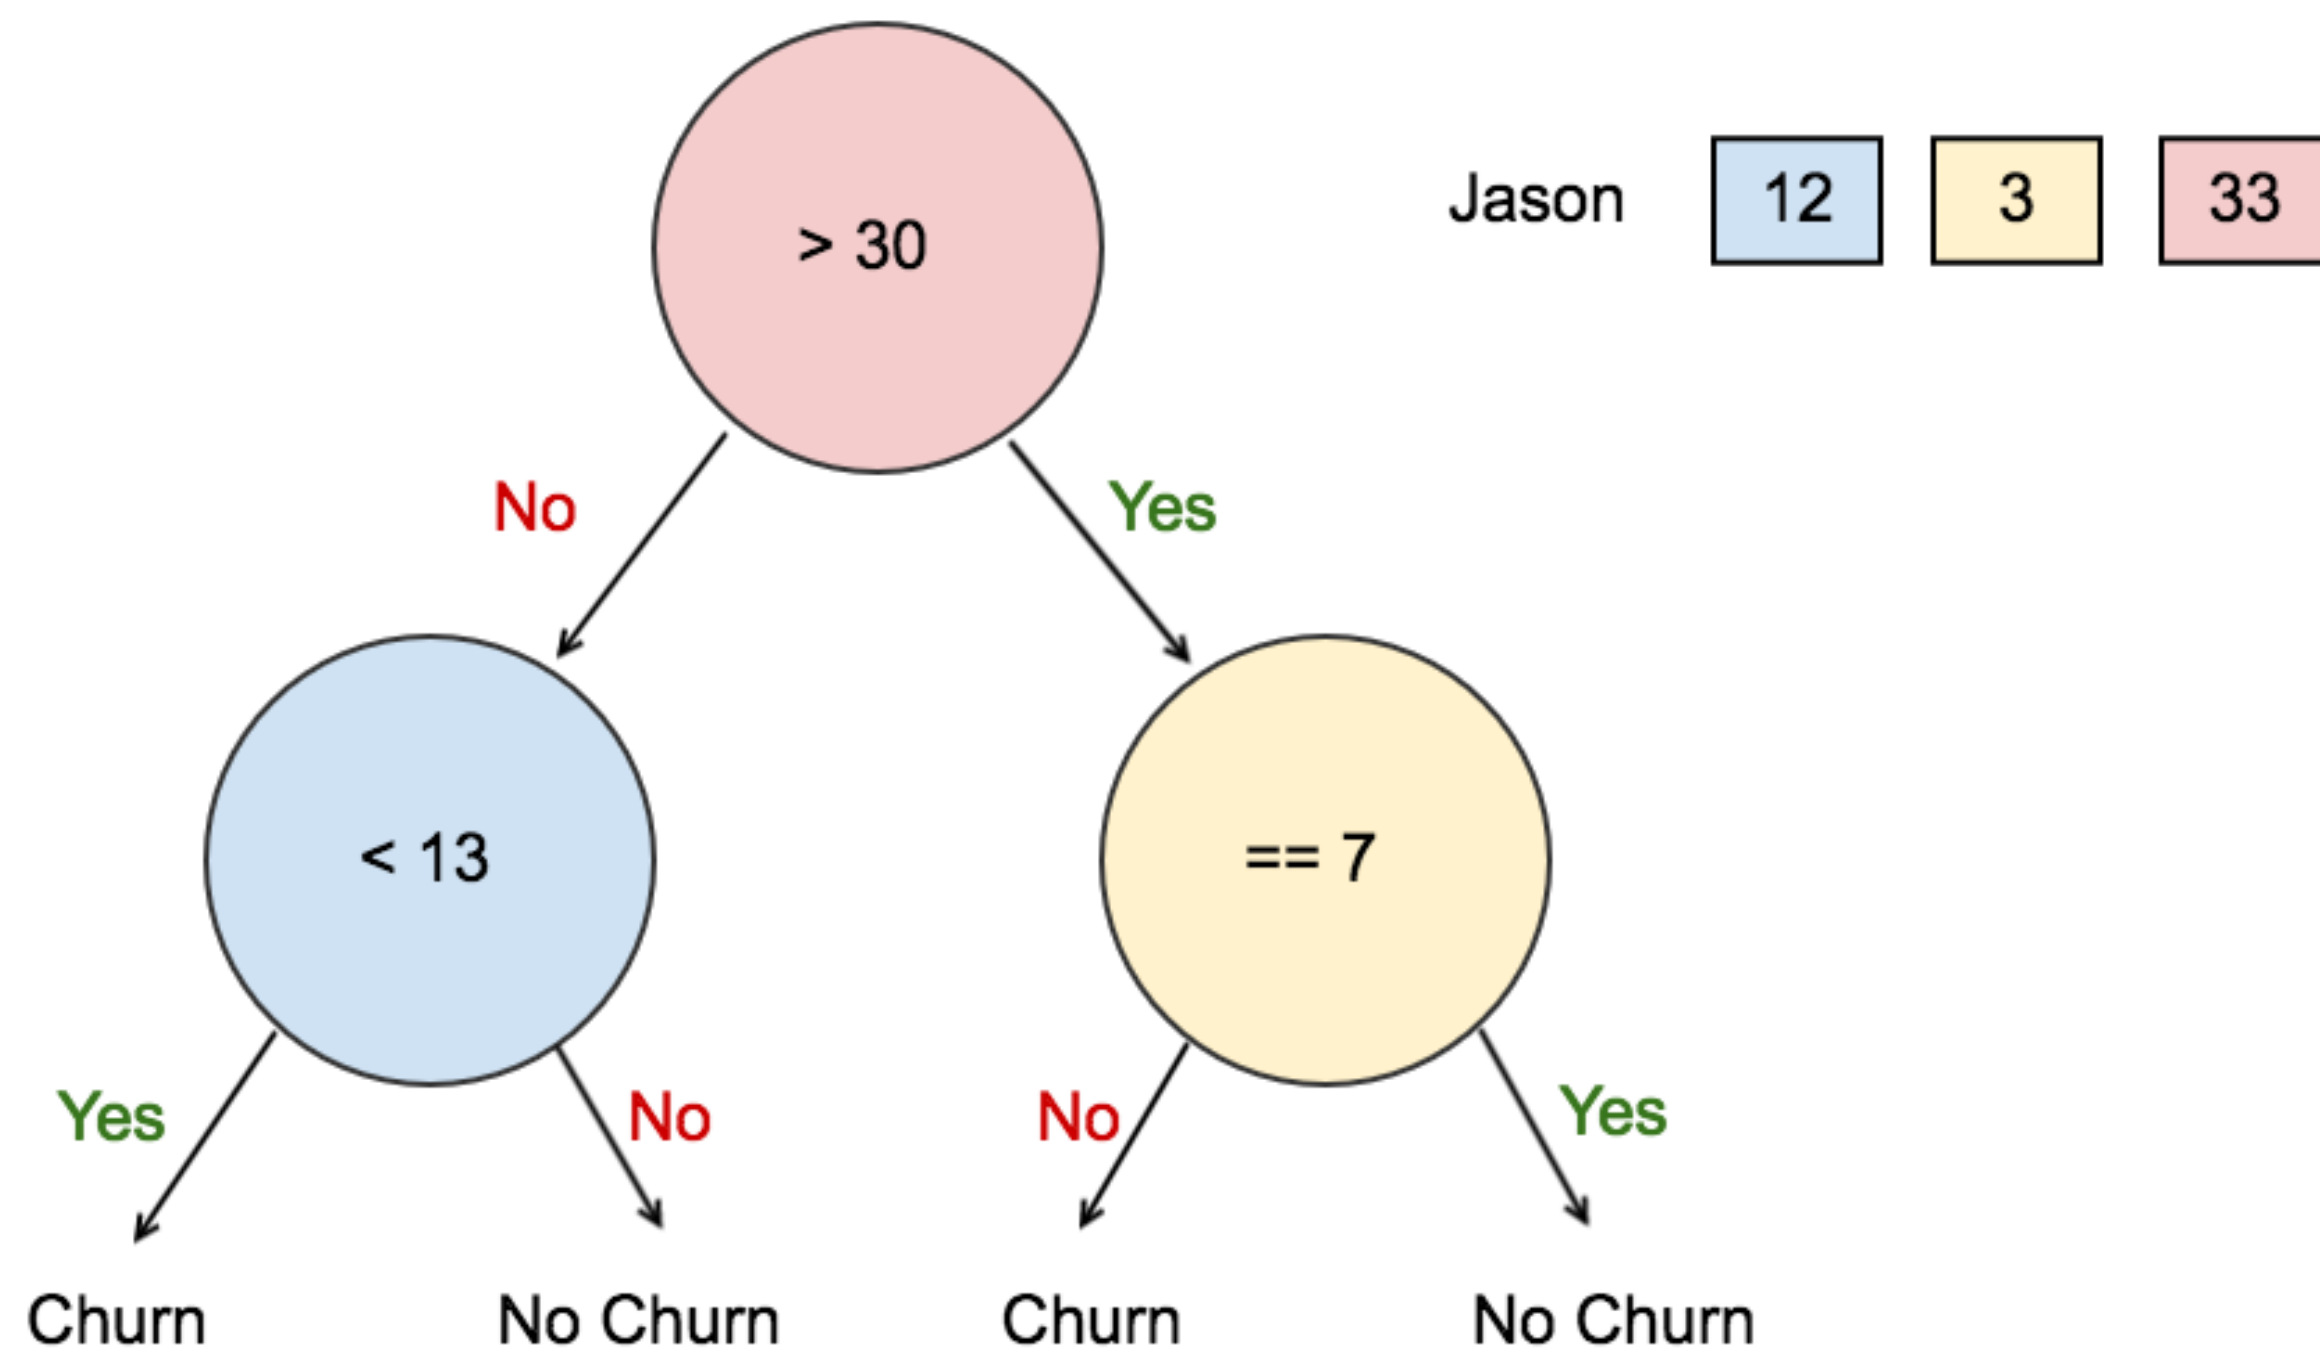 Jason 12 3 33
> 30
No Yes
< 13 == 7
Yes No No Yes
Churn No Churn Churn No Churn